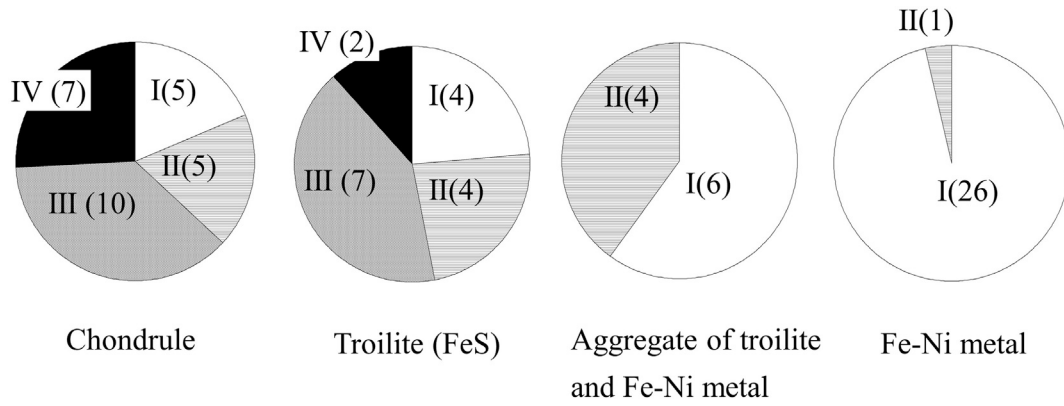 IV (7)
I(5)
II(5)
III (10)
Chondrule
IV (2)
I(4)
II(4)
III (7)
Troilite (FeS)
II(4)
I(6)
Aggregate of troilite
and Fe-Ni metal
II(1)
I(26)
Fe-Ni metal